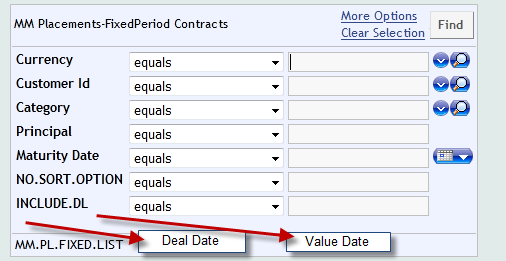 More Options
MM Placements-FixedPeriod Contracts
Clear Selection
Find
Currency equals
Customer Id equals
Category equals
Principal equals
Maturity Date equals
NO.SORT.OPTION equals
INCLUDE.DL equals
MM.PL.FIXED.LIST Deal Date Value Date